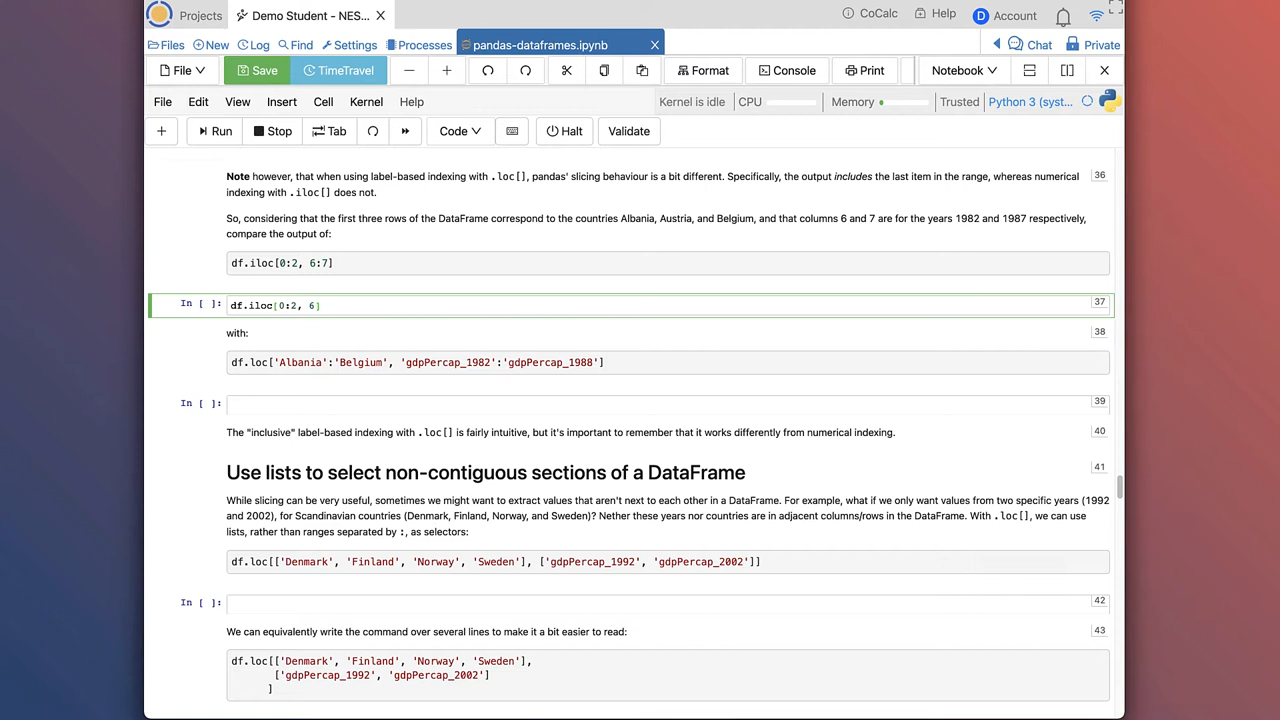 Projects
Demo Student - NES...
CoCalc
Help
D Account
Files
New
Log
Find
Settings
Processes
pandas-dataframes.ipynb
Chat
Private
File
Save
TimeTravel
Format
Console
Print
Notebook
File Edit View Insert Cell Kernel Help
Kernel is idle
CPU
Memory
Trusted
Python 3 (syst...
Run
Stop
Tab
Code
Halt
Validate
Note however, that when using label-based indexing with .loc[], pandas' slicing behaviour is a bit different. Specifically, the output includes the last item in the range, whereas numerical
36
indexing with .iloc[] does not.
So, considering that the first three rows of the DataFrame correspond to the countries Albania, Austria, and Belgium, and that columns 6 and 7 are for the years 1982 and 1987 respectively,
compare the output of:
df.iloc[0:2, 6:7]
In [ ]:
df.iloc[0:2, 6]
37
with:
38
df.loc['Albania':'Belgium', 'gdpPercap_1982':'gdpPercap_1988']
In [ ]:
39
The "inclusive" label-based indexing with .loc[] is fairly intuitive, but it's important to remember that it works differently from numerical indexing.
40
Use lists to select non-contiguous sections of a DataFrame
41
While slicing can be very useful, sometimes we might want to extract values that aren't next to each other in a DataFrame. For example, what if we only want values from two specific years (1992
and 2002), for Scandinavian countries (Denmark, Finland, Norway, and Sweden)? Nether these years nor countries are in adjacent columns/rows in the DataFrame. With .loc[], we can use
lists, rather than ranges separated by :, as selectors:
df.loc[['Denmark', 'Finland', 'Norway', 'Sweden'], ['gdpPercap_1992', 'gdpPercap_2002']]
In [ ]:
42
We can equivalently write the command over several lines to make it a bit easier to read:
43
df.loc[['Denmark', 'Finland', 'Norway', 'Sweden'],
['gdpPercap_1992', 'gdpPercap_2002']
]